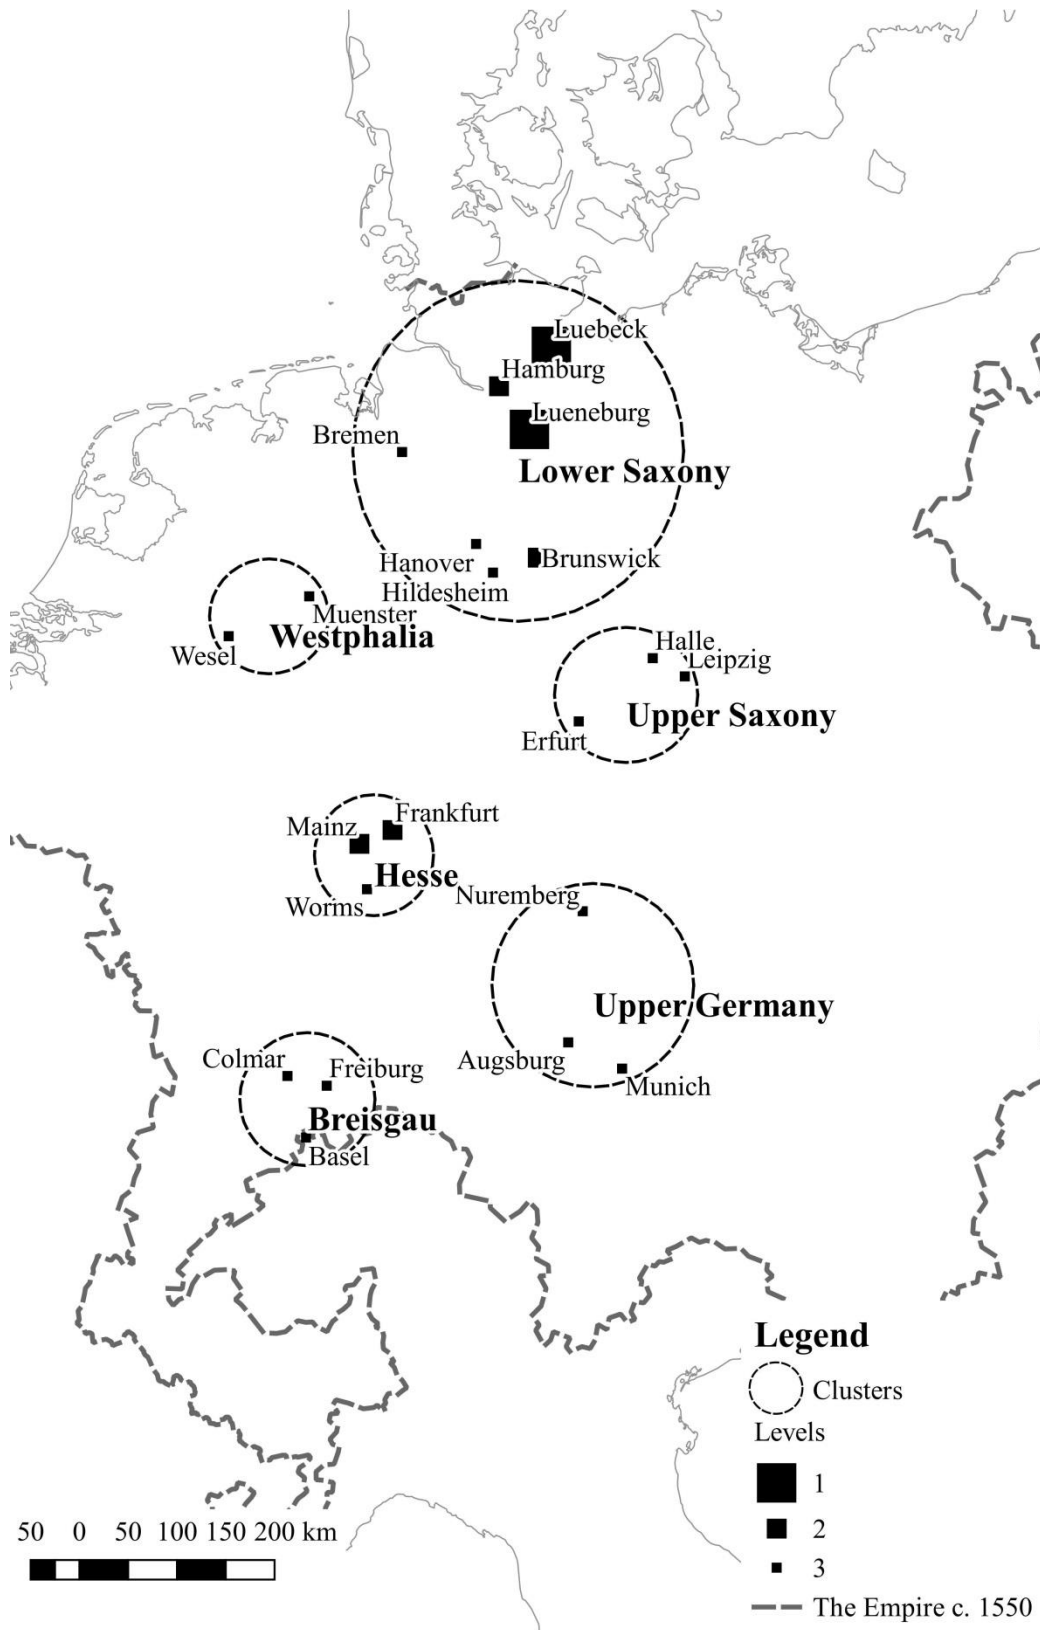 Luebeck
Hamburg
Lueneburg
Bremen
Lower Saxony
Hanover
Brunswick
Hildesheim
Muenster
Westphalia
Wesel
Halle
Leipzig
Upper Saxony
Erfurt
Frankfurt
Mainz
Hesse
Worms
Nuremberg
Upper Germany
Augsburg
Munich
Colmar
Freiburg
Breisgau
Basel
Legend
Clusters
Levels
1
2
3
The Empire c. 1550
50 0 50 100 150 200 km